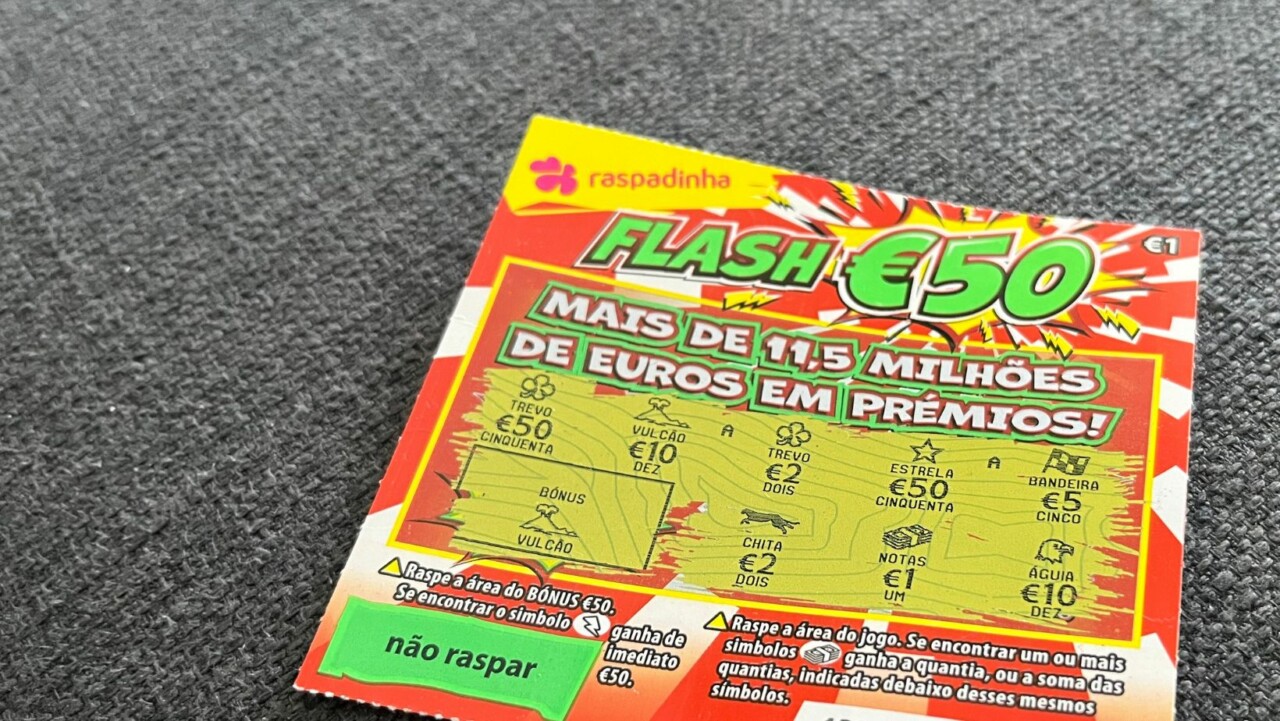 raspadinha
FLASH €50
€1
MAIS DE 11,5 MILHÕES
DE EUROS EM PRÉMIOS!
TREVO
€50
CINQUENTA
VULCÃO
€10
DEZ
A
TREVO
€2
DOIS
ESTRELA
€50
CINQUENTA
A
BANDEIRA
€5
CINCO
BÓNUS
VULCÃO
CHITA
€2
DOIS
NOTAS
€1
UM
ÁGUIA
€10
DEZ
Raspe a área do BÓNUS €50.
Se encontrar o símbolo ganha de
imediato
€50.
não raspar
Raspe a área do jogo. Se encontrar um ou mais
símbolos ganha a quantia, ou a soma das
quantias, indicadas debaixo desses mesmos
símbolos.